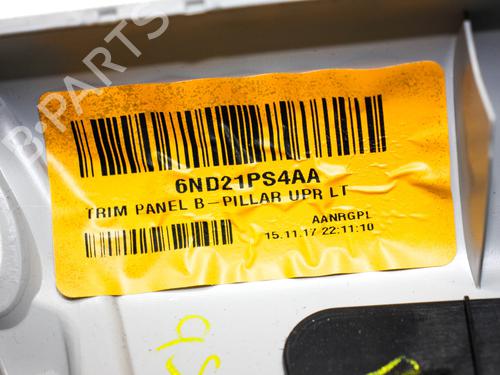 6ND21PS4AA
TRIM PANEL B-PILLAR UPR LT
AANRGPL
15.11.17 22:11:10
B-PARTS